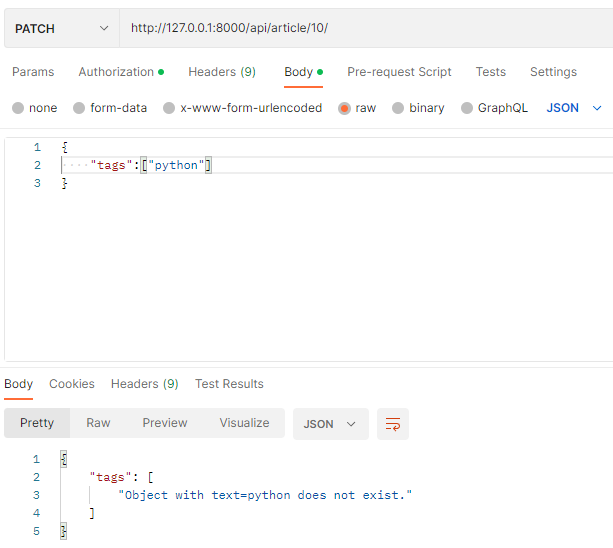 PATCH http://127.0.0.1:8000/api/article/10/
Params Authorization Headers (9) Body Pre-request Script Tests Settings
none form-data x-www-form-urlencoded raw binary GraphQL JSON
1 {
2 "tags":["python"]
3 }
Body Cookies Headers (9) Test Results
Pretty Raw Preview Visualize JSON
1 {
2 "tags": [
3 "Object with text=python does not exist."
4 ]
5 }